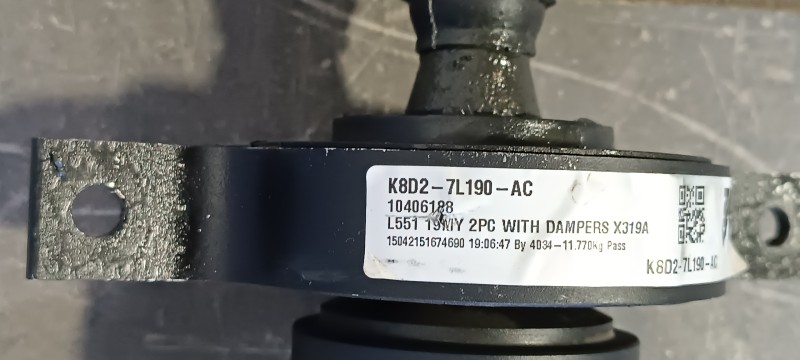 K8D2-7L190-AC
10406188
L551 19MY 2PC WITH DAMPERS X319A
15042151674690 19:06:47 By 4D34-11.770kg Pass
K8D2-7L190-AC